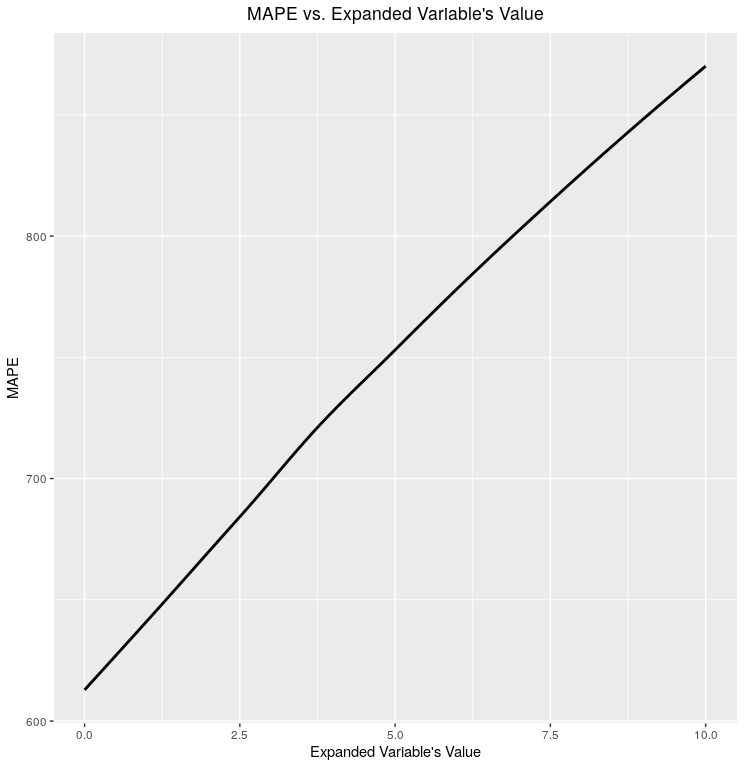 MAPE vs. Expanded Variable's Value
MAPE
800
700
600
0.0 2.5 5.0 7.5 10.0
Expanded Variable's Value